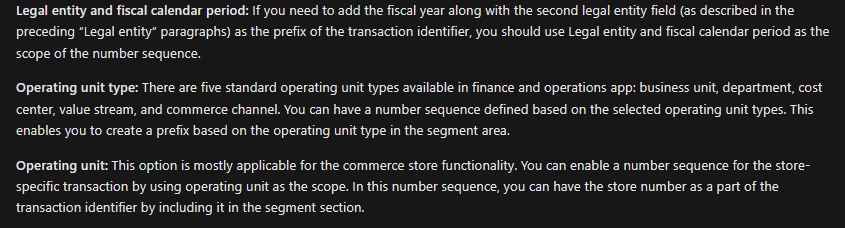 Legal entity and fiscal calendar period: If you need to add the fiscal year along with the second legal entity field (as described in the
preceding “Legal entity” paragraphs) as the prefix of the transaction identifier, you should use Legal entity and fiscal calendar period as the
scope of the number sequence.
Operating unit type: There are five standard operating unit types available in finance and operations app: business unit, department, cost
center, value stream, and commerce channel. You can have a number sequence defined based on the selected operating unit types. This
enables you to create a prefix based on the operating unit type in the segment area.
Operating unit: This option is mostly applicable for the commerce store functionality. You can enable a number sequence for the store-
specific transaction by using operating unit as the scope. In this number sequence, you can have the store number as a part of the
transaction identifier by including it in the segment section.